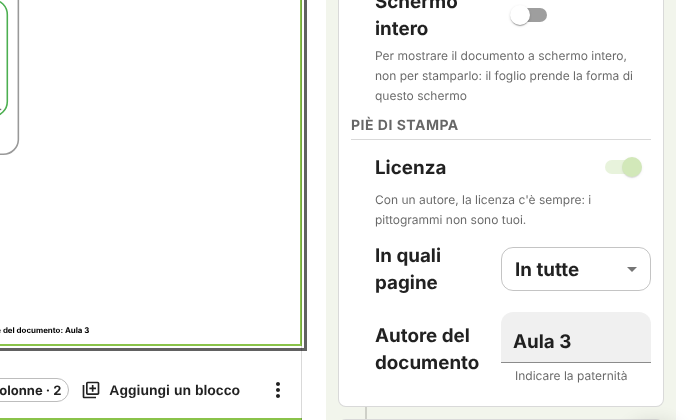 Schermo
intero
Per mostrare il documento a schermo intero,
non per stamparlo: il foglio prende la forma di
questo schermo
PIÈ DI STAMPA
Licenza
Con un autore, la licenza c'è sempre: i
pittogrammi non sono tuoi.
In quali
pagine
In tutte
Autore del
documento
Aula 3
Indicare la paternità
del documento: Aula 3
olonne · 2
Aggiungi un blocco